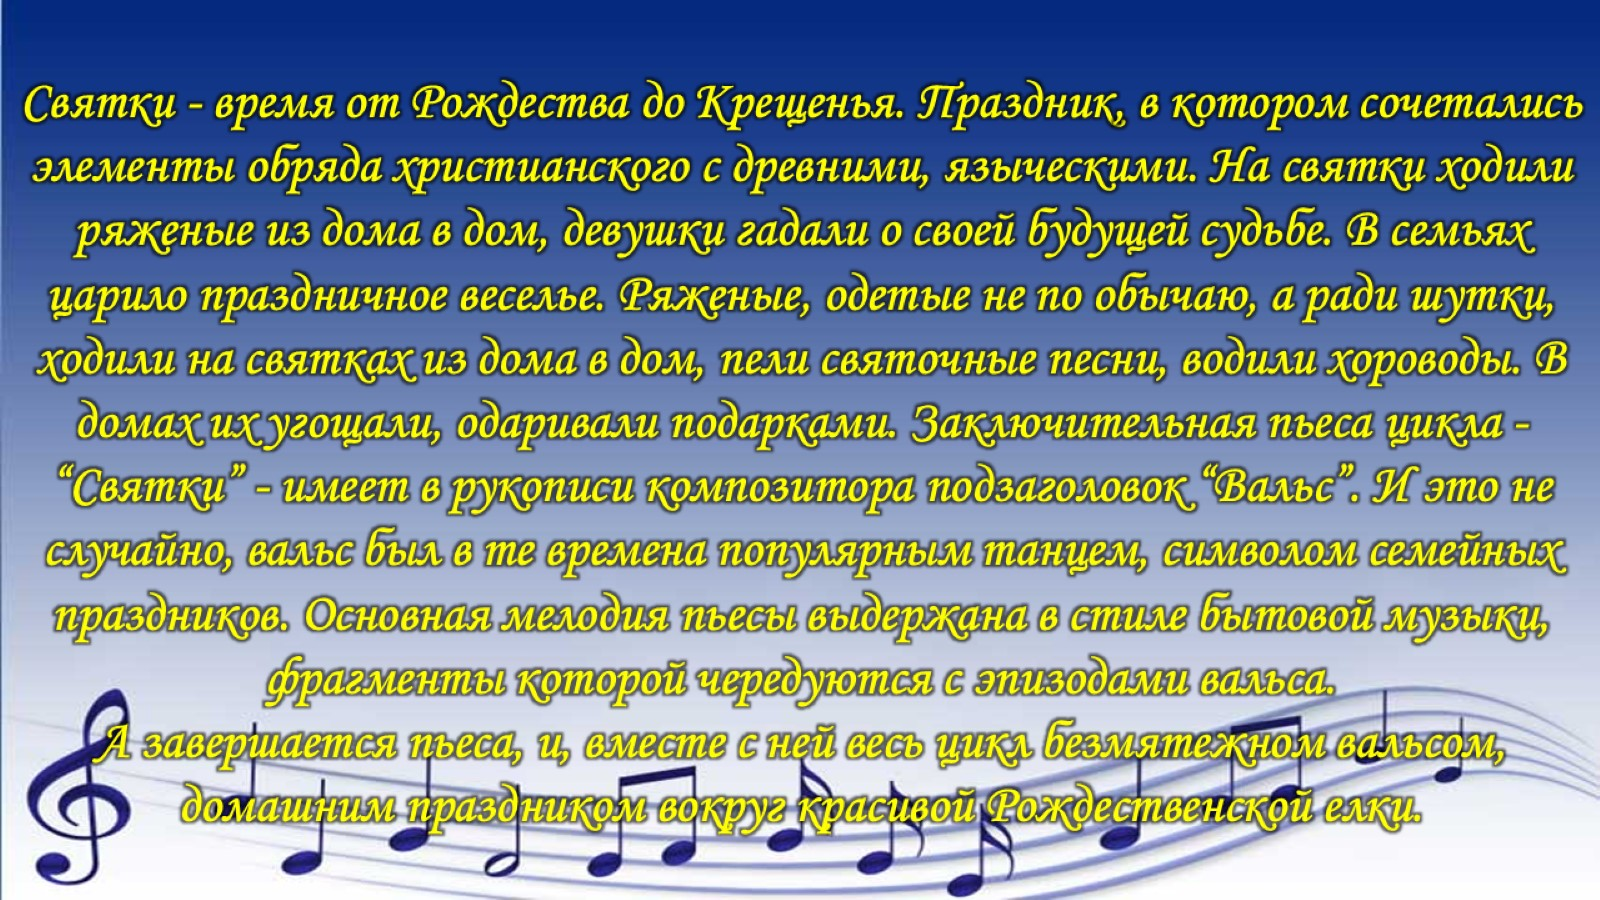 Святки - время от Рождества до Крещенья. Праздник, в котором сочетались
элементы обряда христианского с древними, языческими. На святки ходили
ряженые из дома в дом, девушки гадали о своей будущей судьбе. В семьях
царило праздничное веселье. Ряженые, одетые не по обычаю, а ради шутки,
ходили на святках из дома в дом, пели святочные песни, водили хороводы. В
домах их угощали, одаривали подарками. Заключительная пьеса цикла -
“Святки” - имеет в рукописи композитора подзаголовок “Вальс”. И это не
случайно, вальс был в те времена популярным танцем, символом семейных
праздников. Основная мелодия пьесы выдержана в стиле бытовой музыки,
фрагменты которой чередуются с эпизодами вальса.
А завершается пьеса, и, вместе с ней весь цикл безмятежном вальсом,
домашним праздником вокруг красивой Рождественской елки.